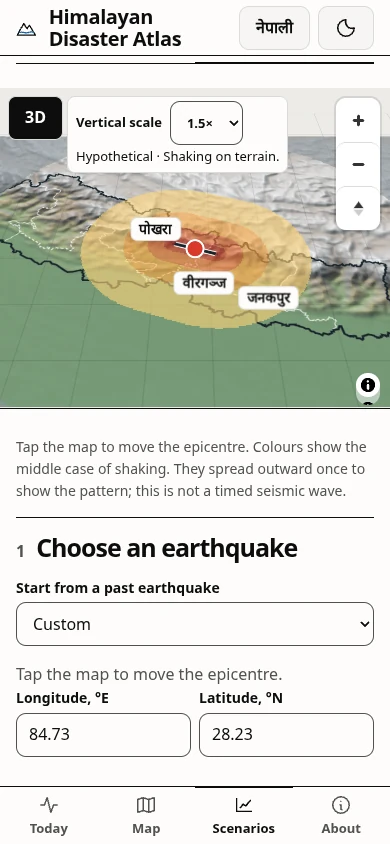 Himalayan
Disaster Atlas
नेपाली
3D
Vertical scale
1.5×
Hypothetical · Shaking on terrain.
पोखरा
वीरगञ्ज
जनकपुर
Tap the map to move the epicentre. Colours show the
middle case of shaking. They spread outward once to
show the pattern; this is not a timed seismic wave.
1 Choose an earthquake
Start from a past earthquake
Custom
Tap the map to move the epicentre.
Longitude, °E Latitude, °N
84.73 28.23
Today Map Scenarios About